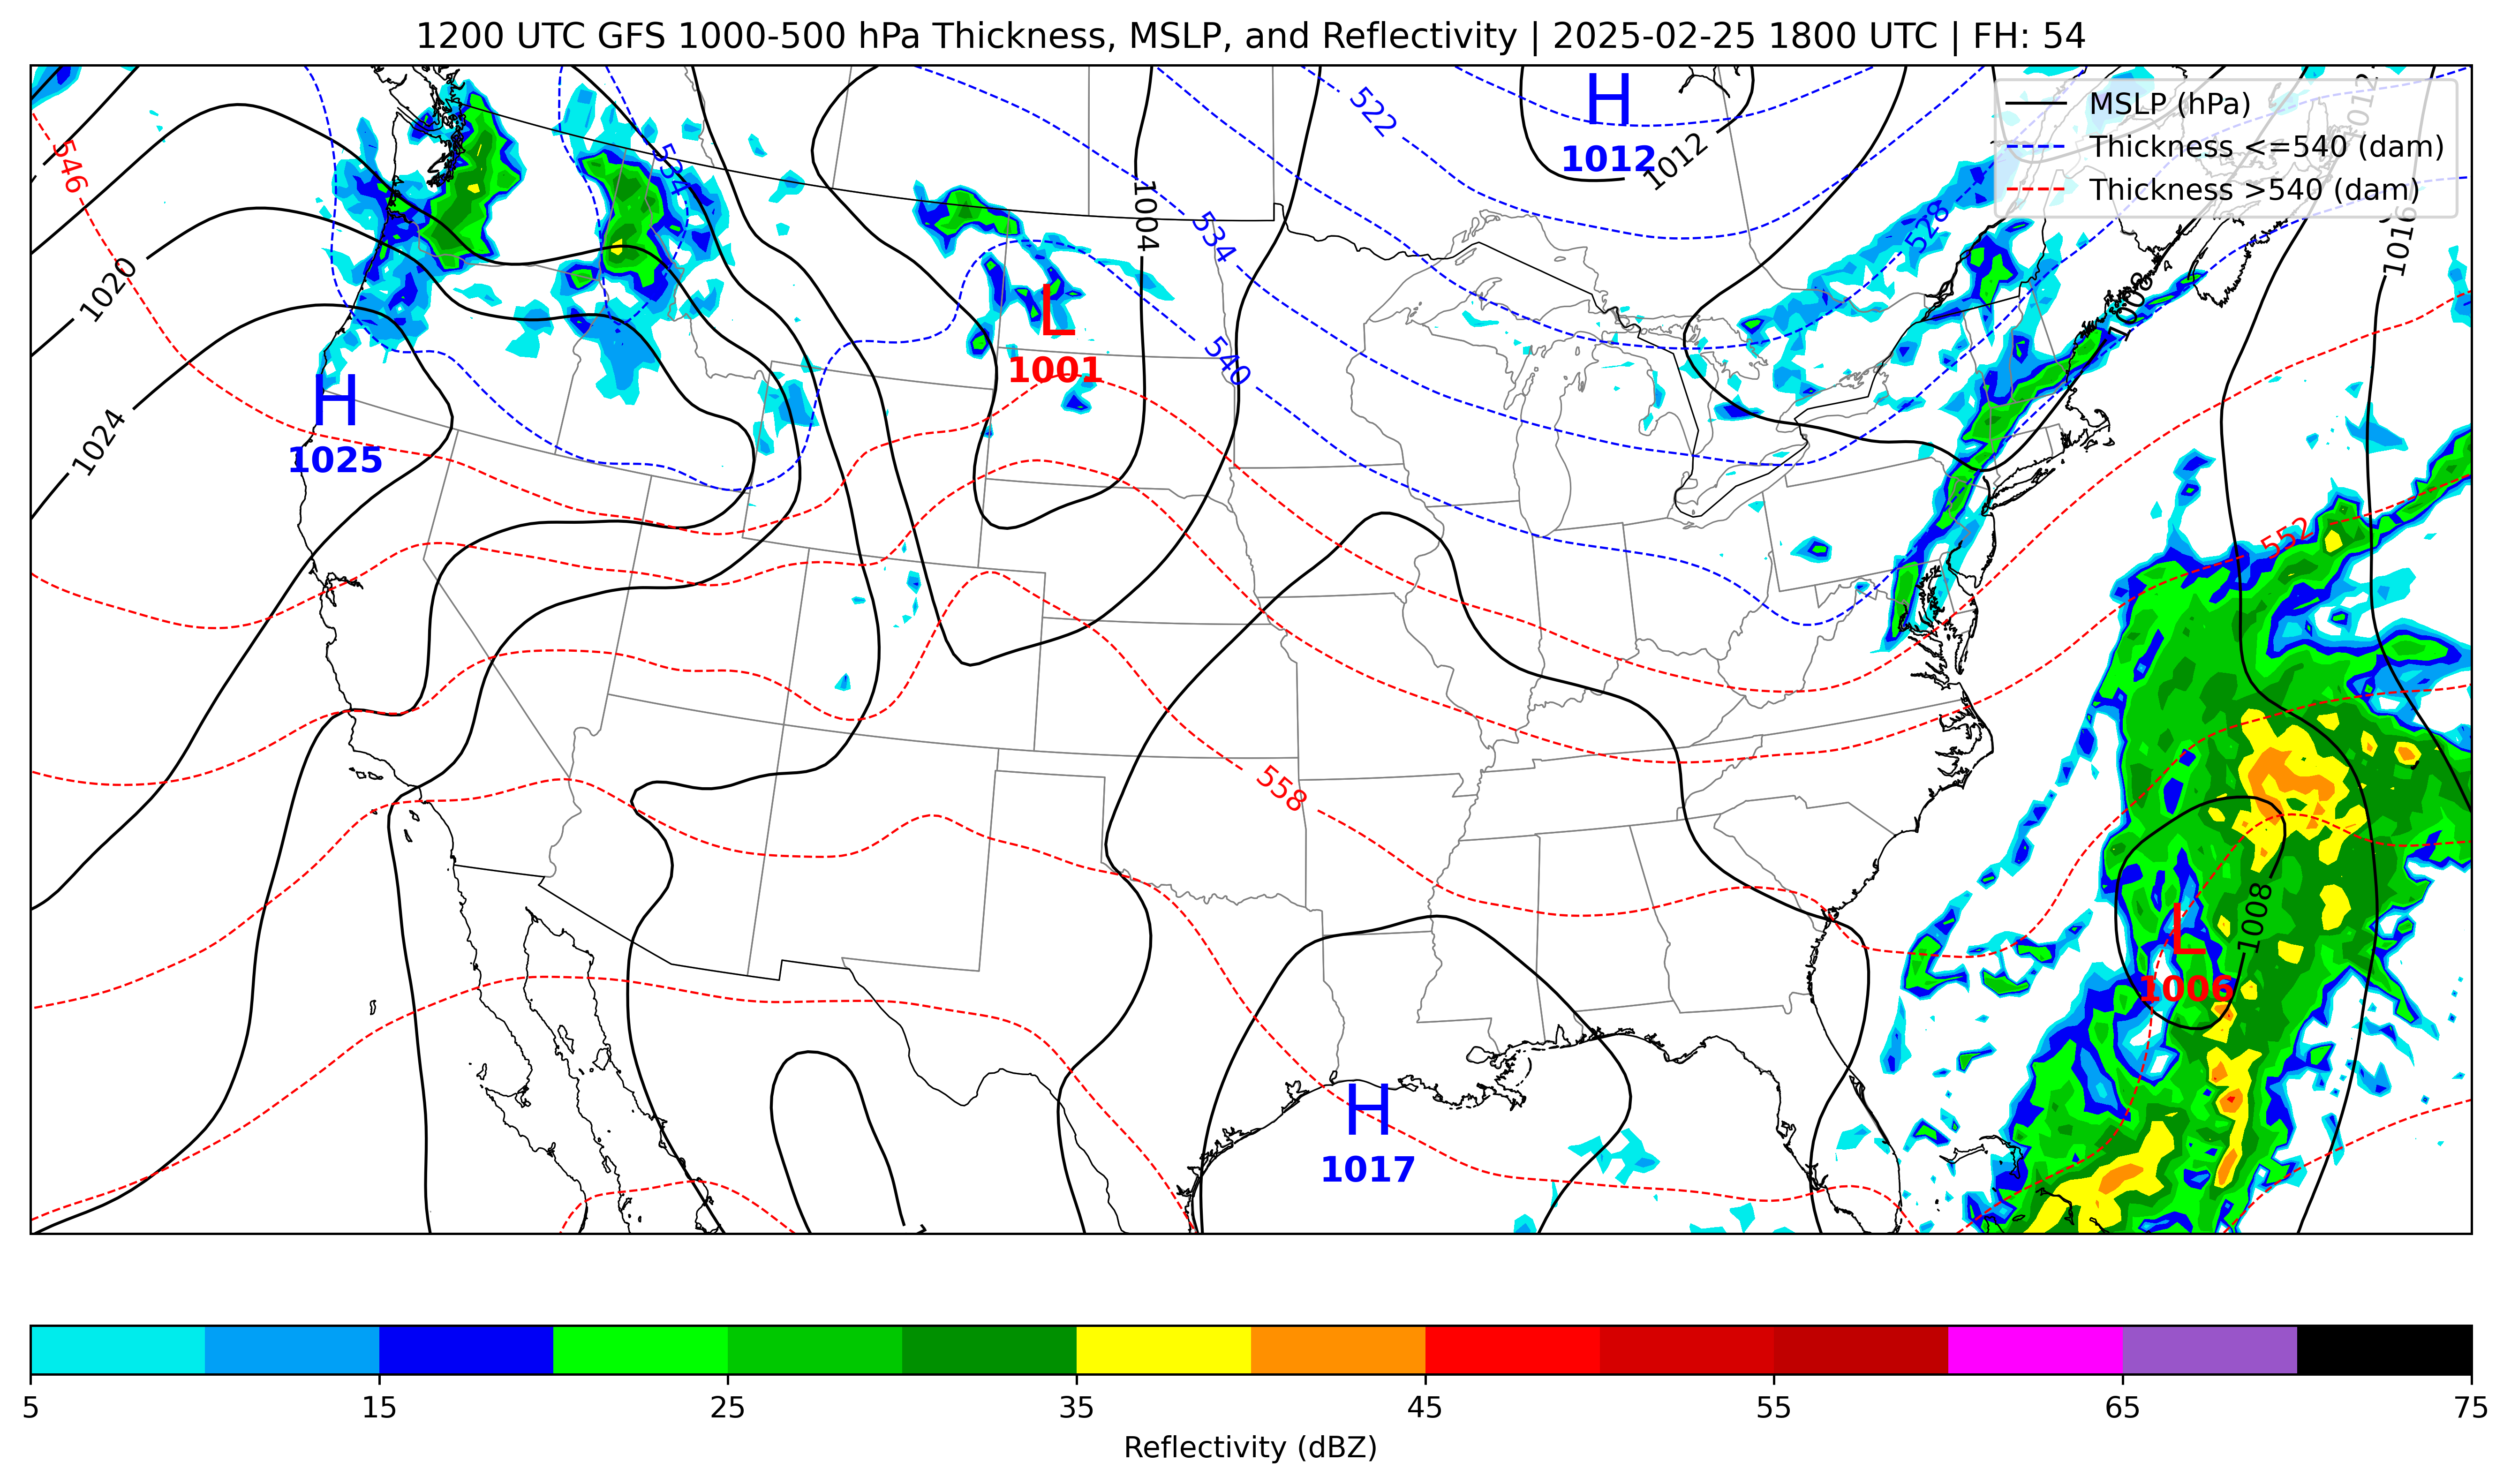 1200 UTC GFS 1000-500 hPa Thickness, MSLP, and Reflectivity | 2025-02-25 1800 UTC | FH: 54
MSLP (hPa)
Thickness <=540 (dam)
Thickness >540 (dam)
H
1012
1012
1012
522
546
534
1004
534
528
1016
1020
1008
L
1001
540
H
1025
1024
552
558
1008
L
1006
H
1017
5
15
25
35
45
55
65
75
Reflectivity (dBZ)